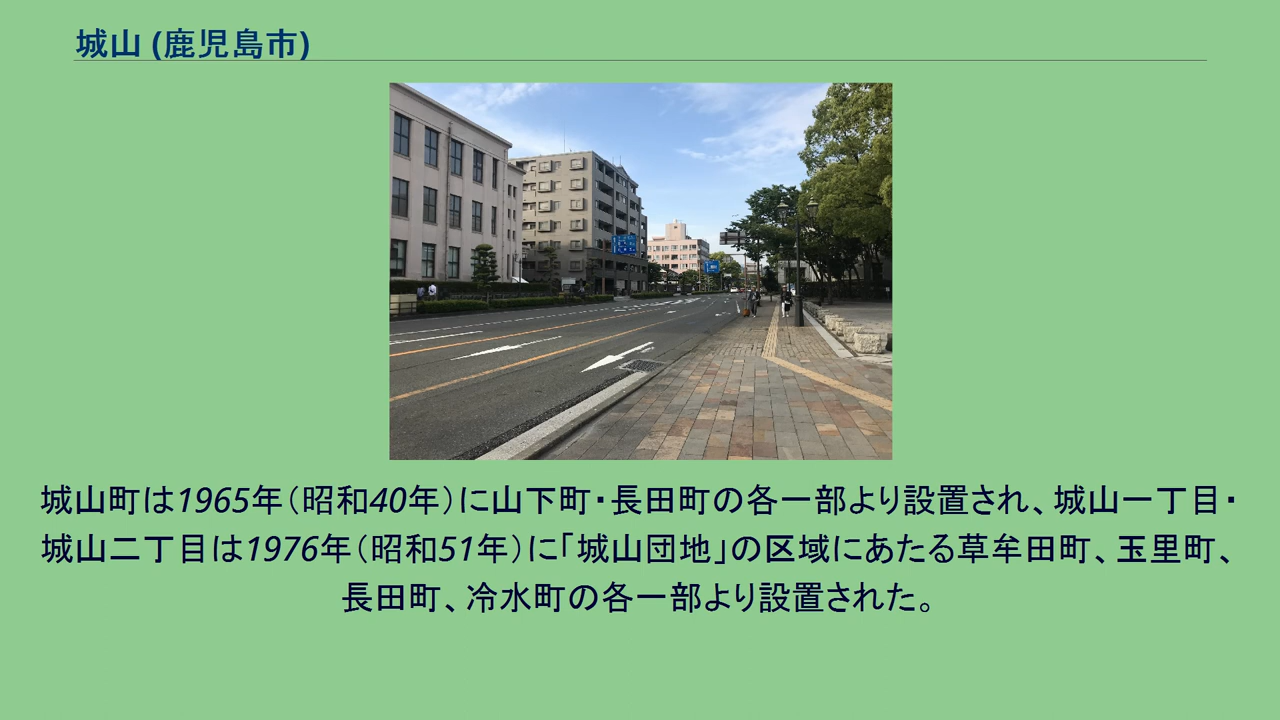 城山 (鹿児島市)
城山町は1965年（昭和40年）に山下町・長田町の各一部より設置され、城山一丁目・
城山二丁目は1976年（昭和51年）に「城山団地」の区域にあたる草牟田町、玉里町、
長田町、冷水町の各一部より設置された。